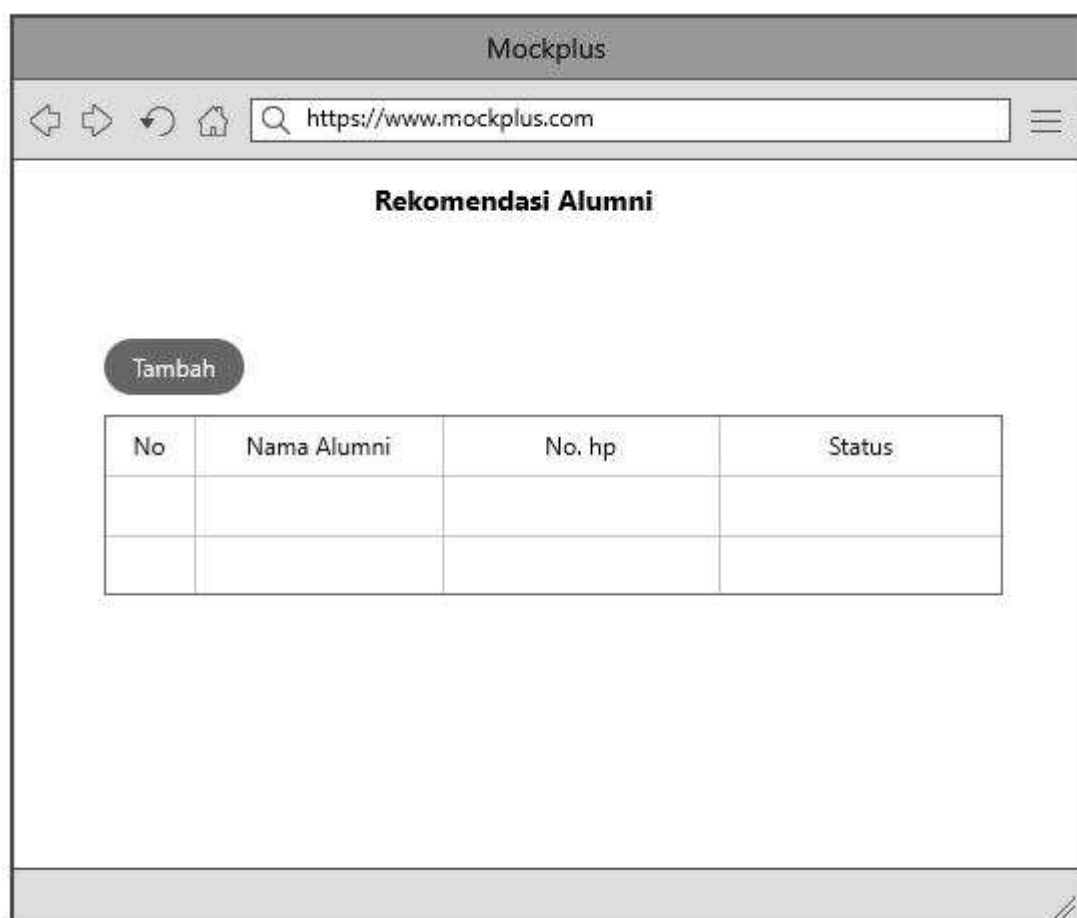 Mockplus
https://www.mockplus.com
Rekomendasi Alumni
Tambah
No Nama Alumni No. hp Status